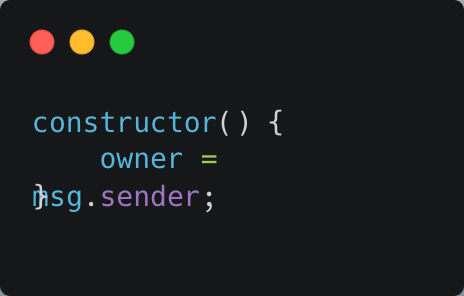 constructor() {
owner =
msg.sender;
}